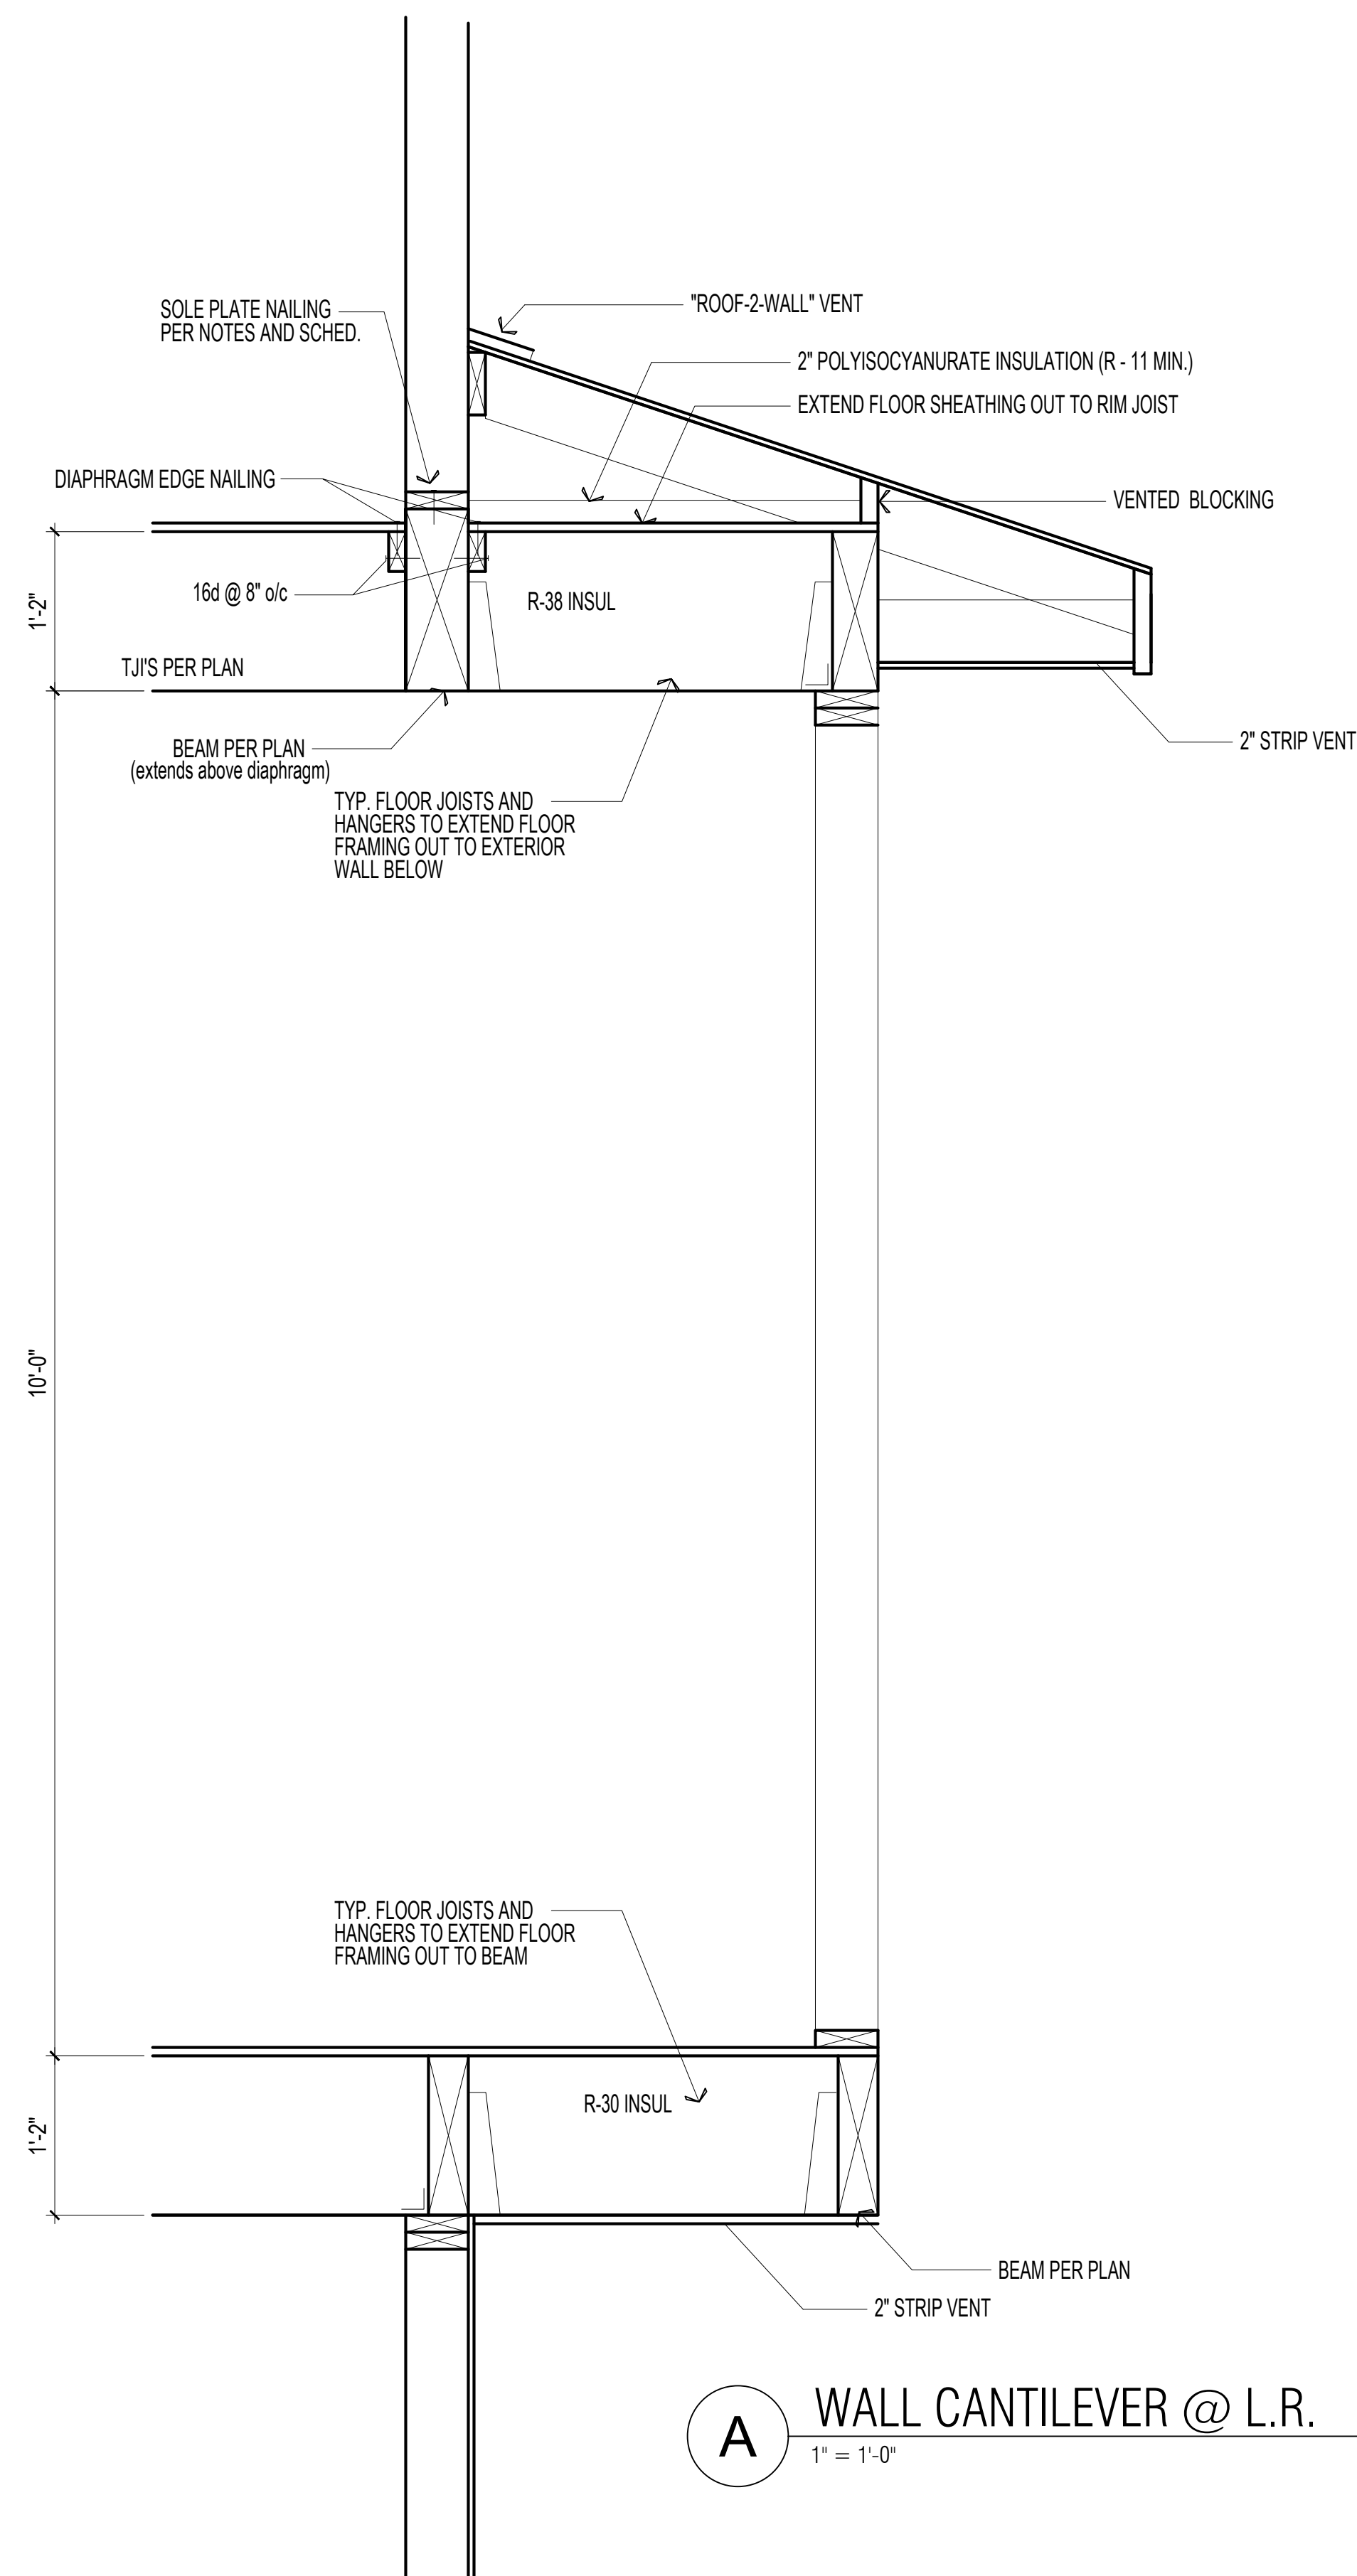 SOLE PLATE NAILING
PER NOTES AND SCHED.
"ROOF-2-WALL" VENT
2" POLYISOCYANURATE INSULATION (R - 11 MIN.)
EXTEND FLOOR SHEATHING OUT TO RIM JOIST
DIAPHRAGM EDGE NAILING
VENTED BLOCKING
16d @ 8" o/c
R-38 INSUL
1'-2"
TJI'S PER PLAN
BEAM PER PLAN
(extends above diaphragm)
2" STRIP VENT
TYP. FLOOR JOISTS AND
HANGERS TO EXTEND FLOOR
FRAMING OUT TO EXTERIOR
WALL BELOW
10'-0"
TYP. FLOOR JOISTS AND
HANGERS TO EXTEND FLOOR
FRAMING OUT TO BEAM
R-30 INSUL
1'-2"
BEAM PER PLAN
2" STRIP VENT
A
WALL CANTILEVER @ L.R.
1" = 1'-0"